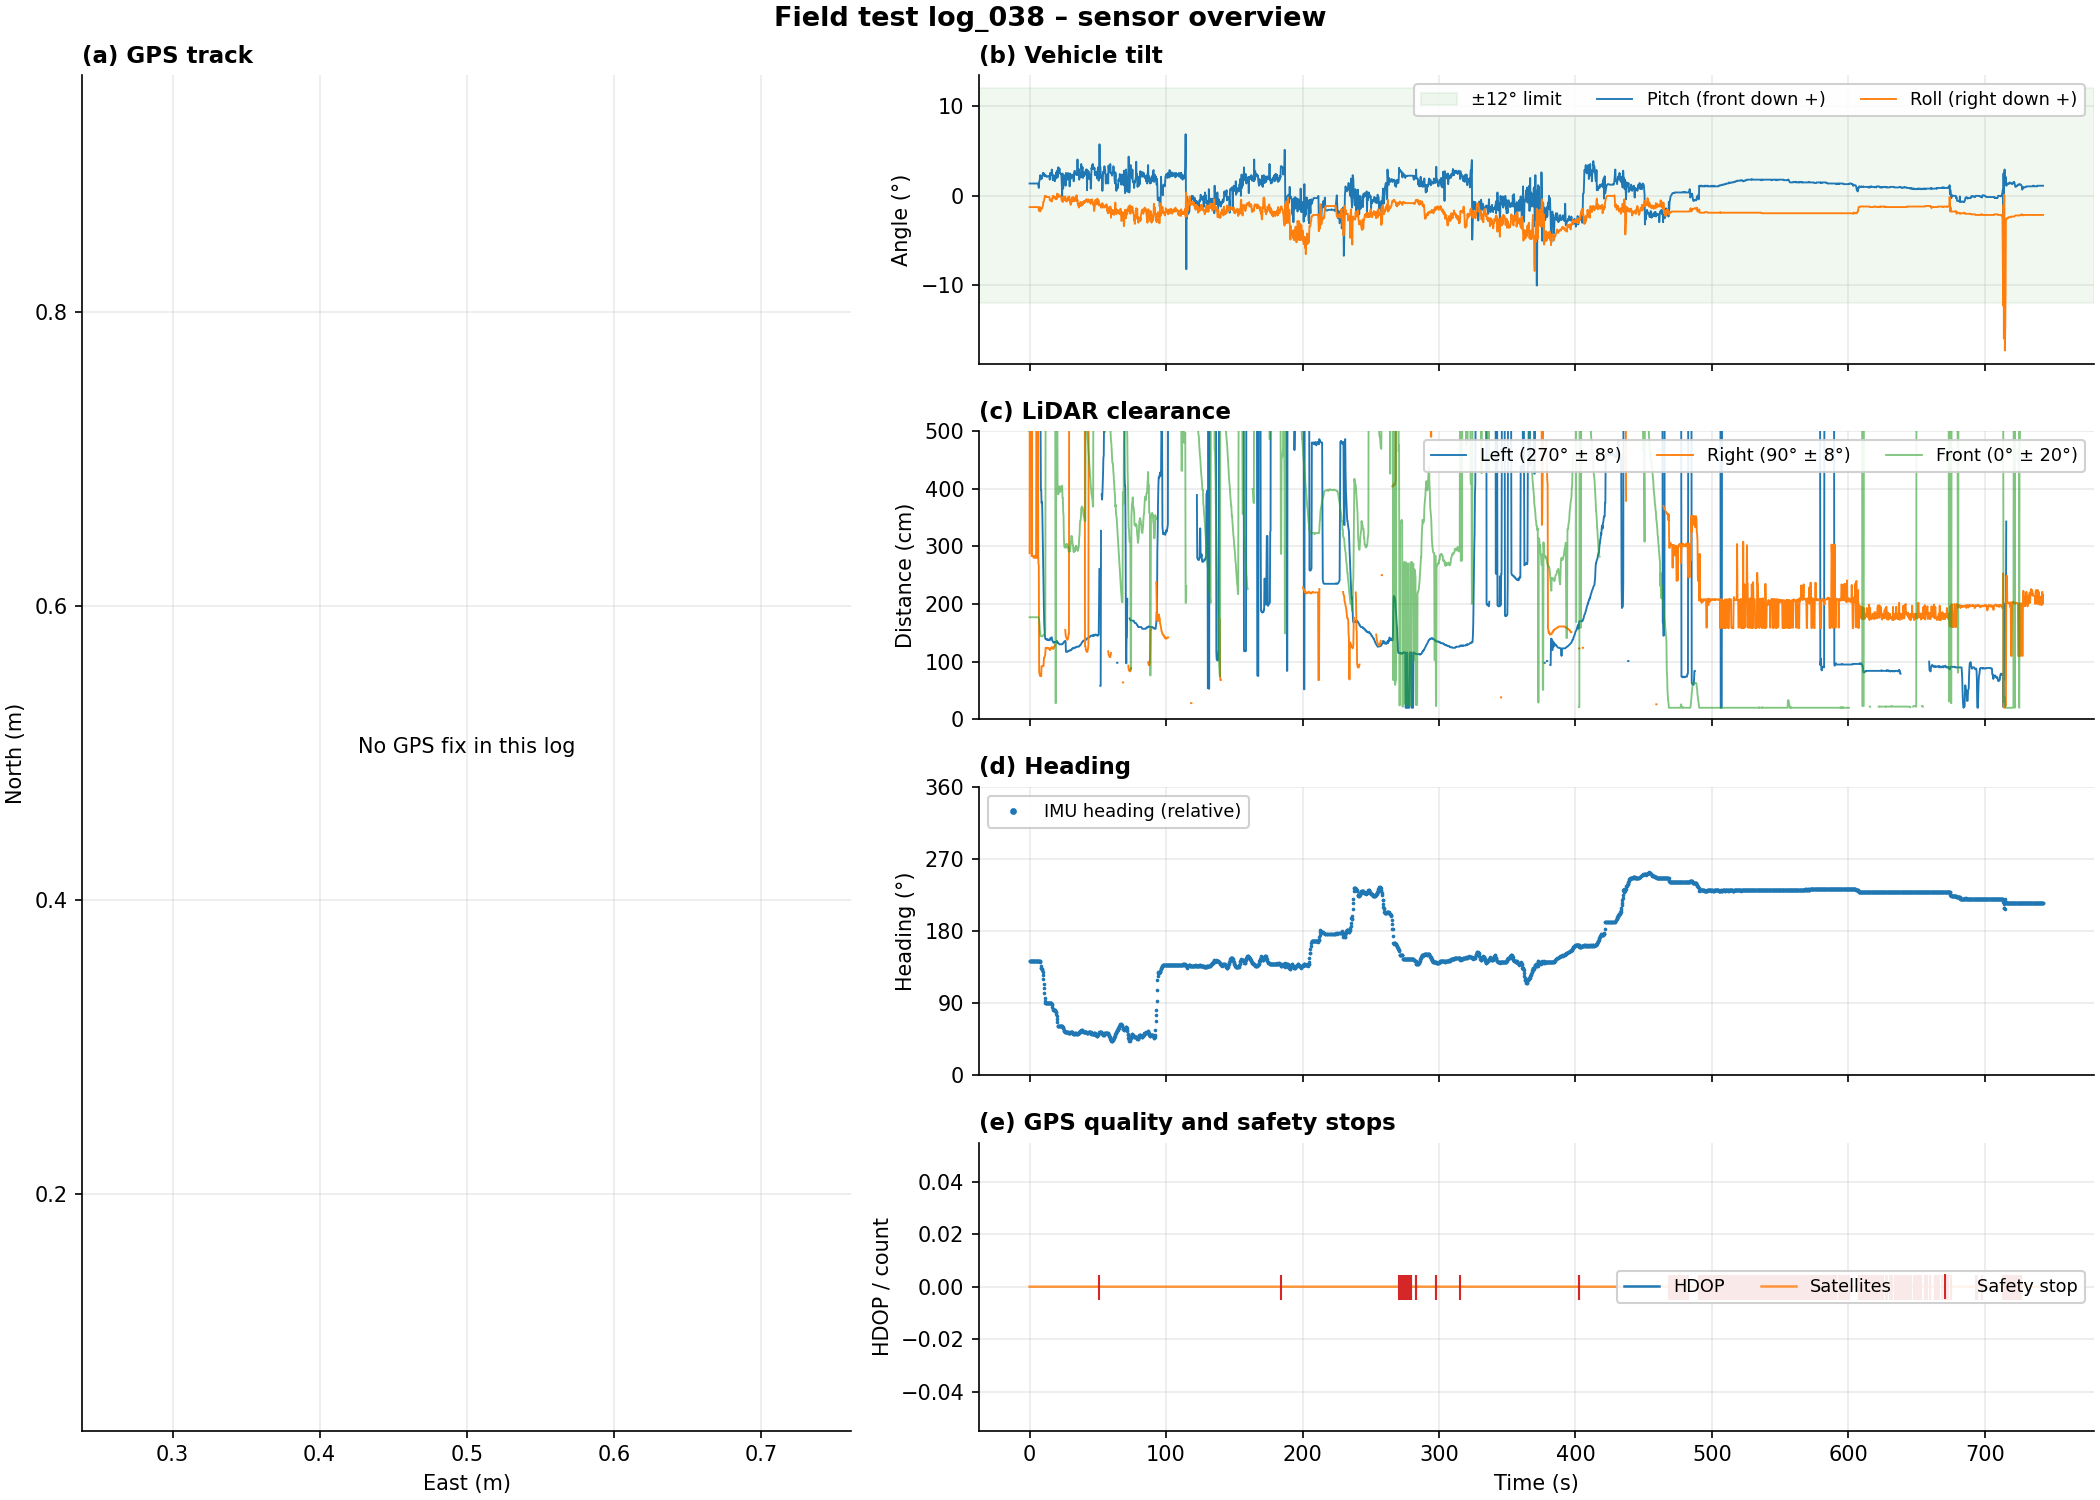 Field test log_038 – sensor overview
(a) GPS track
North (m)
0.8
0.6
0.4
0.2
No GPS fix in this log
0.3 0.4 0.5 0.6 0.7
East (m)
(b) Vehicle tilt
Angle (°)
10
0
−10
±12° limit Pitch (front down +) Roll (right down +)
(c) LiDAR clearance
Distance (cm)
500
400
300
200
100
0
Left (270° ± 8°) Right (90° ± 8°) Front (0° ± 20°)
(d) Heading
Heading (°)
360
270
180
90
0
IMU heading (relative)
(e) GPS quality and safety stops
HDOP / count
0.04
0.02
0.00
−0.02
−0.04
HDOP Satellites Safety stop
0 100 200 300 400 500 600 700
Time (s)